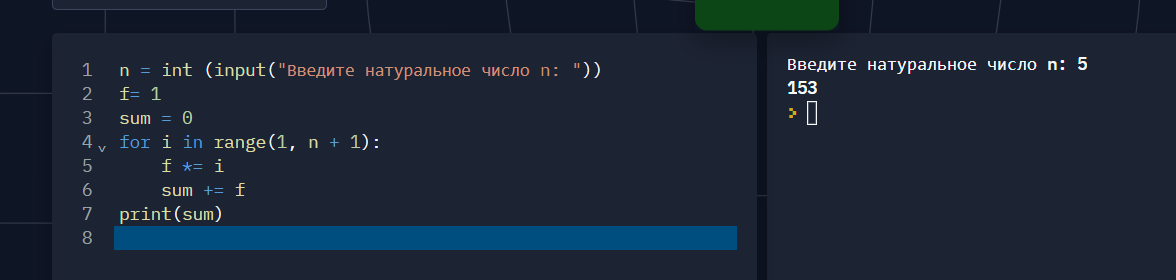 1 n = int (input("Введите натуральное число n: "))
2 f= 1
3 sum = 0
4 for i in range(1, n + 1):
5     f *= i
6     sum += f
7 print(sum)
8
Введите натуральное число n: 5
153
>